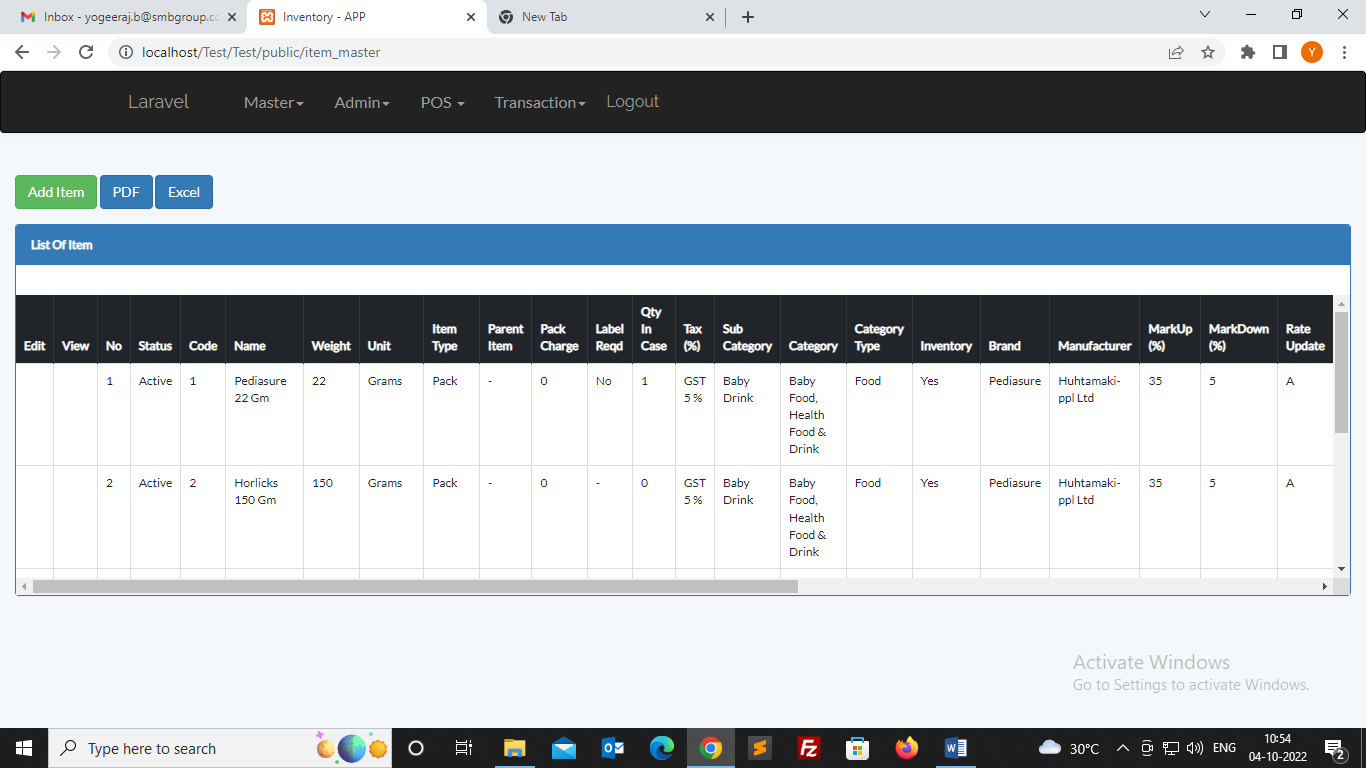 Inbox - yogeeraj.b@smbgroup.cc
Inventory - APP
New Tab
localhost/Test/Test/public/item_master
Y
Laravel Master Admin POS Transaction Logout
Add Item PDF Excel
List Of Item
Edit View No Status Code Name Weight Unit Item Type Parent Item Pack Charge Label Reqd Qty In Case Tax (%) Sub Category Category Category Type Inventory Brand Manufacturer MarkUp (%) MarkDown (%) Rate Update
1 Active 1 Pediasure 22 Gm 22 Grams Pack - 0 No 1 GST 5 % Baby Drink Baby Food, Health Food & Drink Food Yes Pediasure Huhtamaki-ppl Ltd 35 5 A
2 Active 2 Horlicks 150 Gm 150 Grams Pack - 0 - 0 GST 5 % Baby Drink Baby Food, Health Food & Drink Food Yes Pediasure Huhtamaki-ppl Ltd 35 5 A
Activate Windows
Go to Settings to activate Windows.
Type here to search
30°C
ENG
10:54
04-10-2022
2